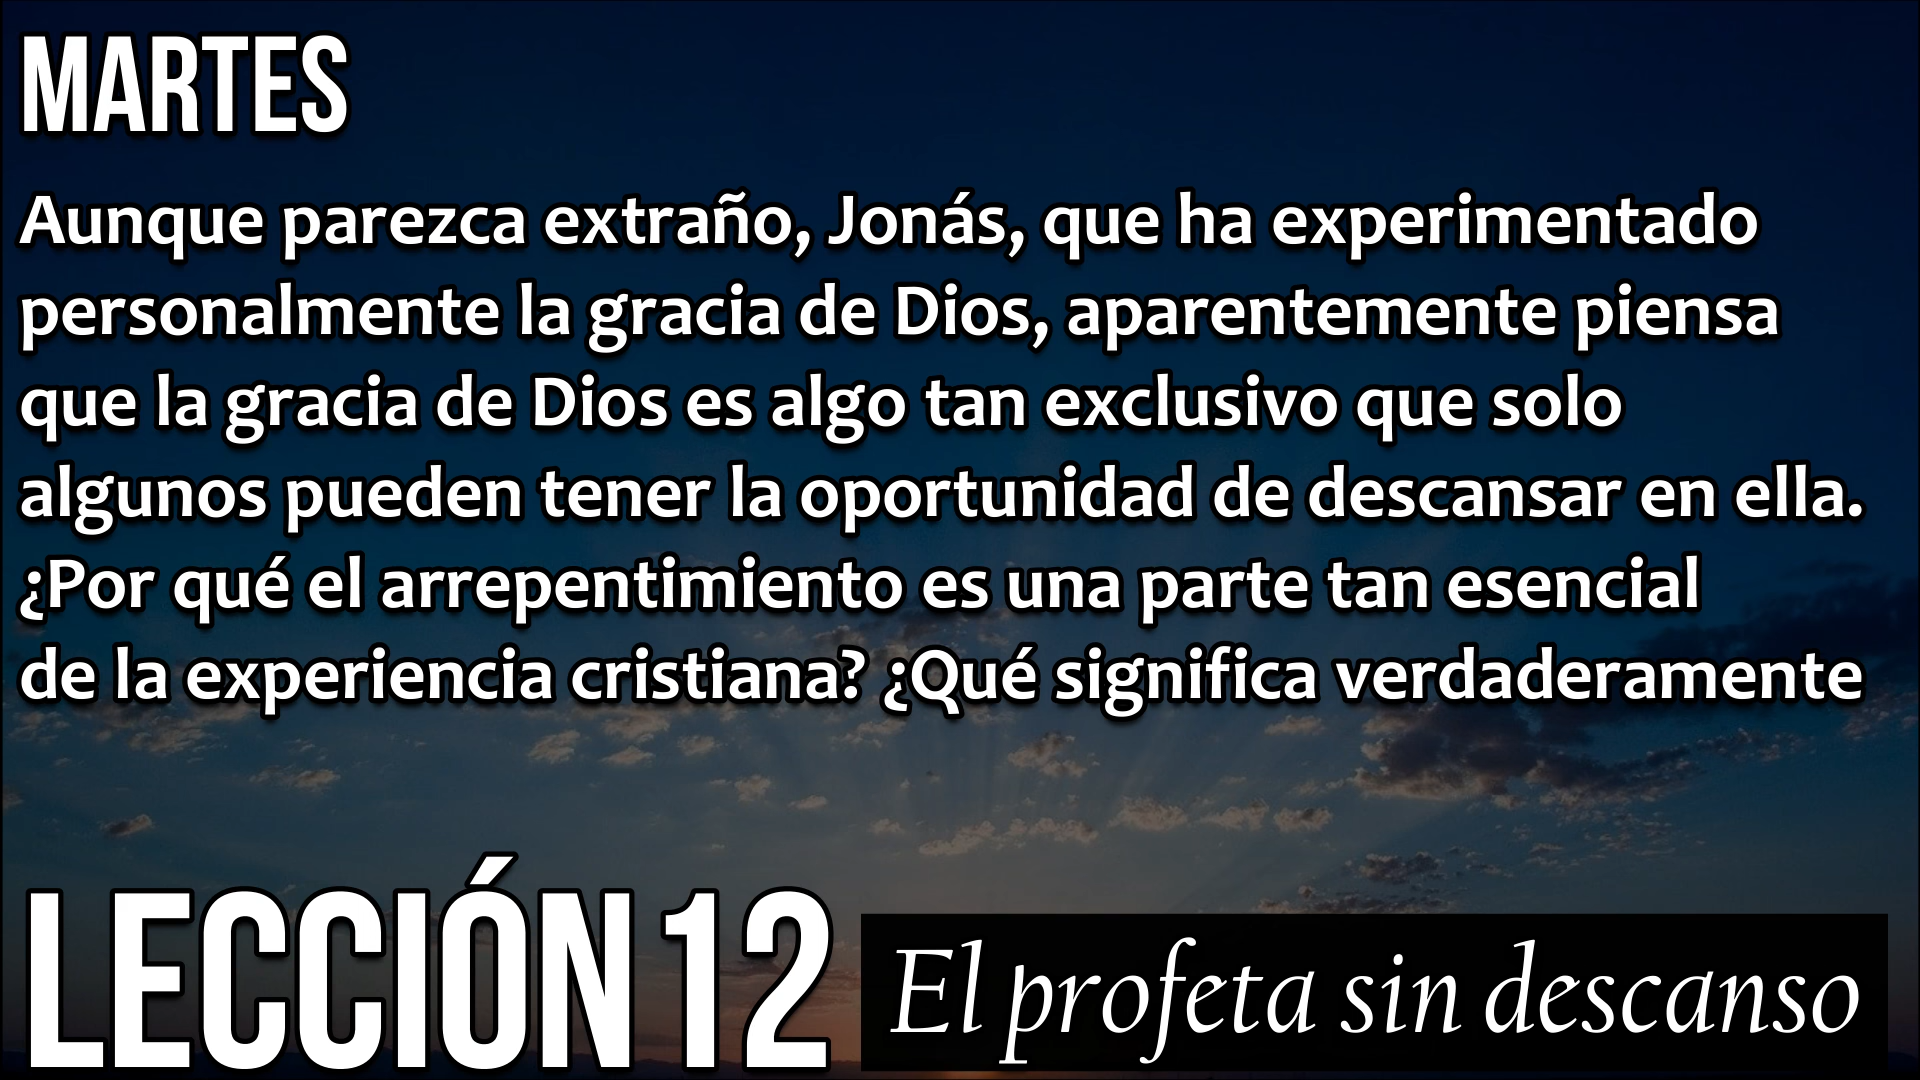 MARTES
Aunque parezca extraño, Jonás, que ha experimentado
personalmente la gracia de Dios, aparentemente piensa
que la gracia de Dios es algo tan exclusivo que solo
algunos pueden tener la oportunidad de descansar en ella.
¿Por qué el arrepentimiento es una parte tan esencial
de la experiencia cristiana? ¿Qué significa verdaderamente
LECCIÓN 12 El profeta sin descanso